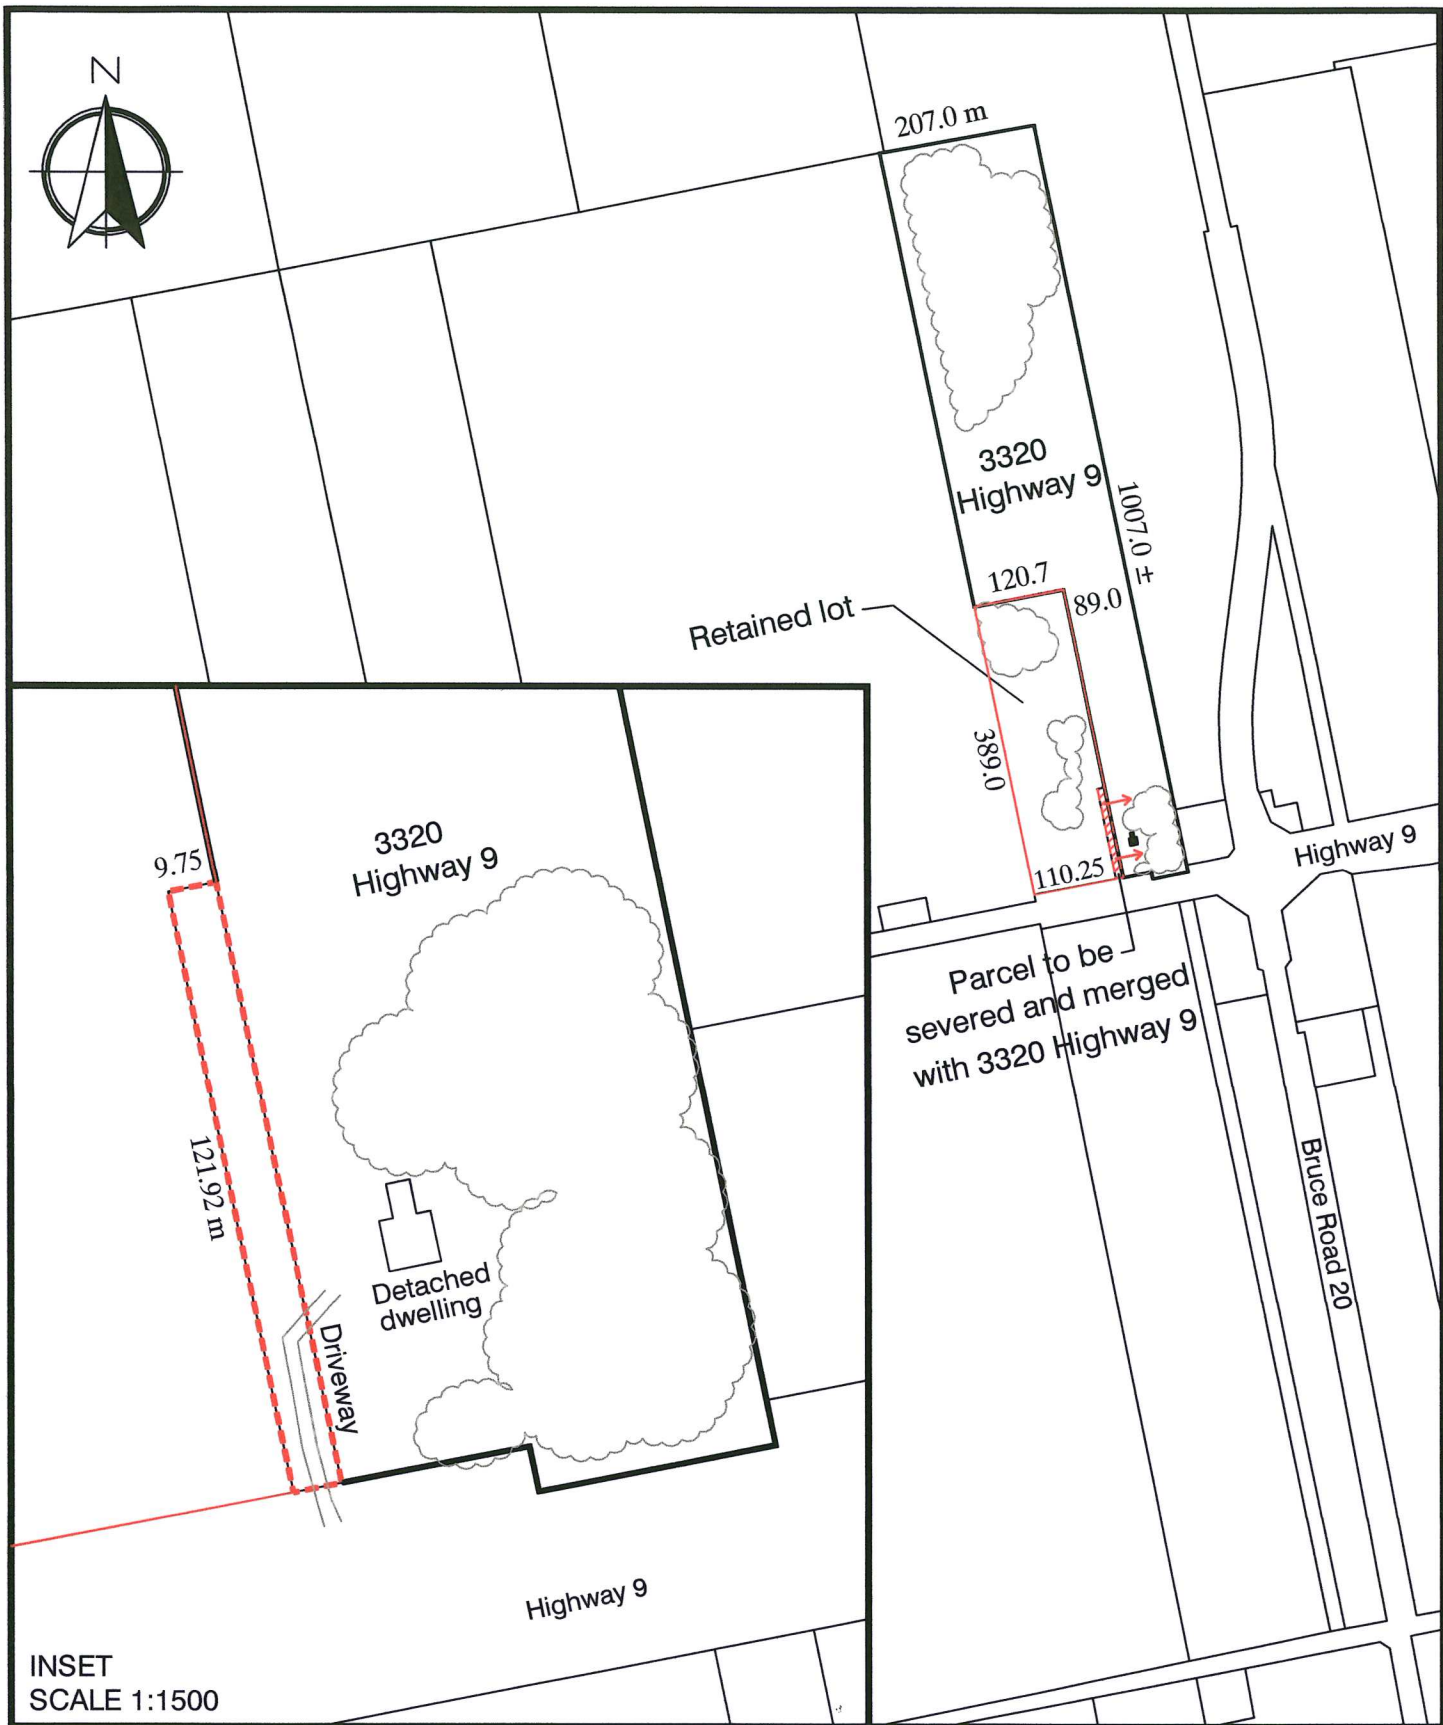 N
207.0 m
3320
Highway 9
1007.0 ±
120.7
89.0
Retained lot
389.0
110.25
Highway 9
Parcel to be
severed and merged
with 3320 Highway 9
Bruce Road 20
3320
Highway 9
9.75
121.92 m
Detached
dwelling
Driveway
Highway 9
INSET
SCALE 1:1500